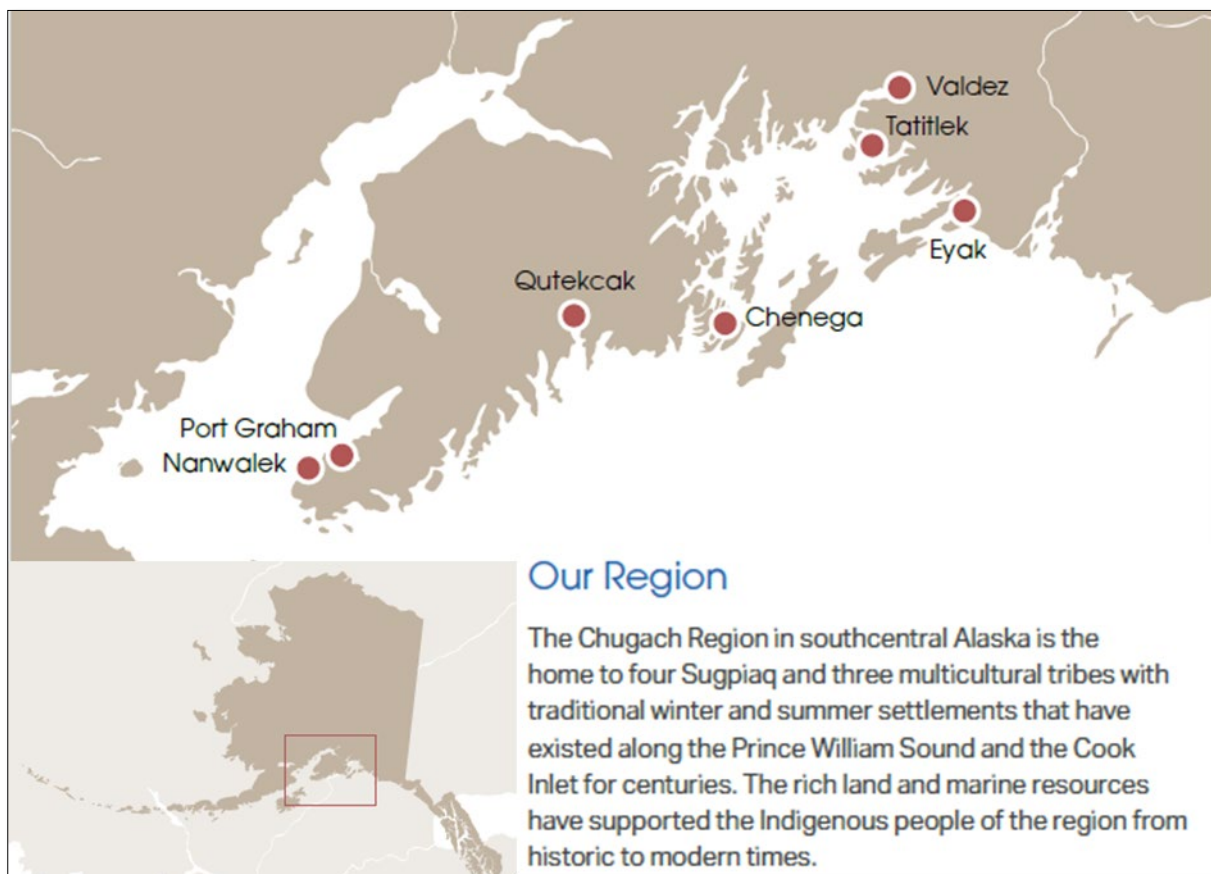 Valdez
Tatitlek
Eyak
Qutekcak
Chenega
Port Graham
Nanwalek
Our Region
The Chugach Region in southcentral Alaska is the
home to four Sugpiaq and three multicultural tribes with
traditional winter and summer settlements that have
existed along the Prince William Sound and the Cook
Inlet for centuries. The rich land and marine resources
have supported the Indigenous people of the region from
historic to modern times.